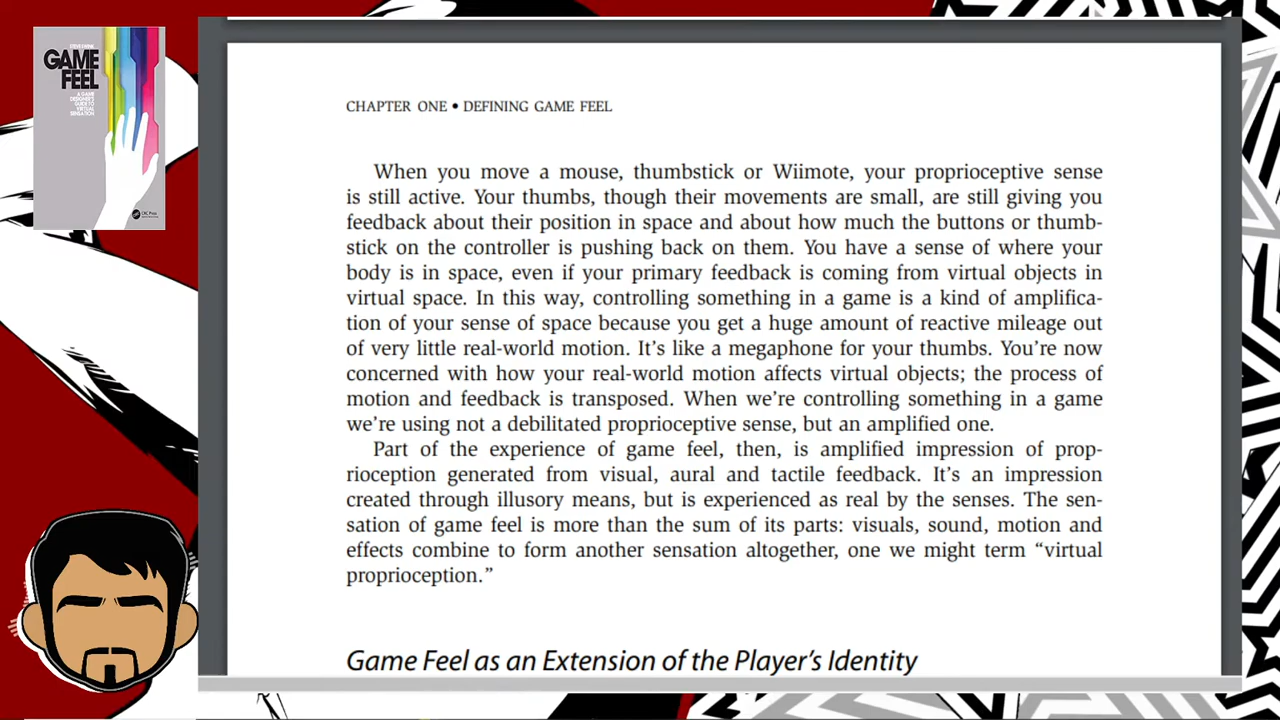 STEVE SWINK
GAME
FEEL
A GAME
DESIGNER'S
GUIDE TO
VIRTUAL
SENSATION
CRC Press
CHAPTER ONE • DEFINING GAME FEEL
When you move a mouse, thumbstick or Wiimote, your proprioceptive sense
is still active. Your thumbs, though their movements are small, are still giving you
feedback about their position in space and about how much the buttons or thumb-
stick on the controller is pushing back on them. You have a sense of where your
body is in space, even if your primary feedback is coming from virtual objects in
virtual space. In this way, controlling something in a game is a kind of amplifica-
tion of your sense of space because you get a huge amount of reactive mileage out
of very little real-world motion. It's like a megaphone for your thumbs. You're now
concerned with how your real-world motion affects virtual objects; the process of
motion and feedback is transposed. When we're controlling something in a game
we're using not a debilitated proprioceptive sense, but an amplified one.
Part of the experience of game feel, then, is amplified impression of prop-
rioception generated from visual, aural and tactile feedback. It's an impression
created through illusory means, but is experienced as real by the senses. The sen-
sation of game feel is more than the sum of its parts: visuals, sound, motion and
effects combine to form another sensation altogether, one we might term “virtual
proprioception.”
Game Feel as an Extension of the Player's Identity